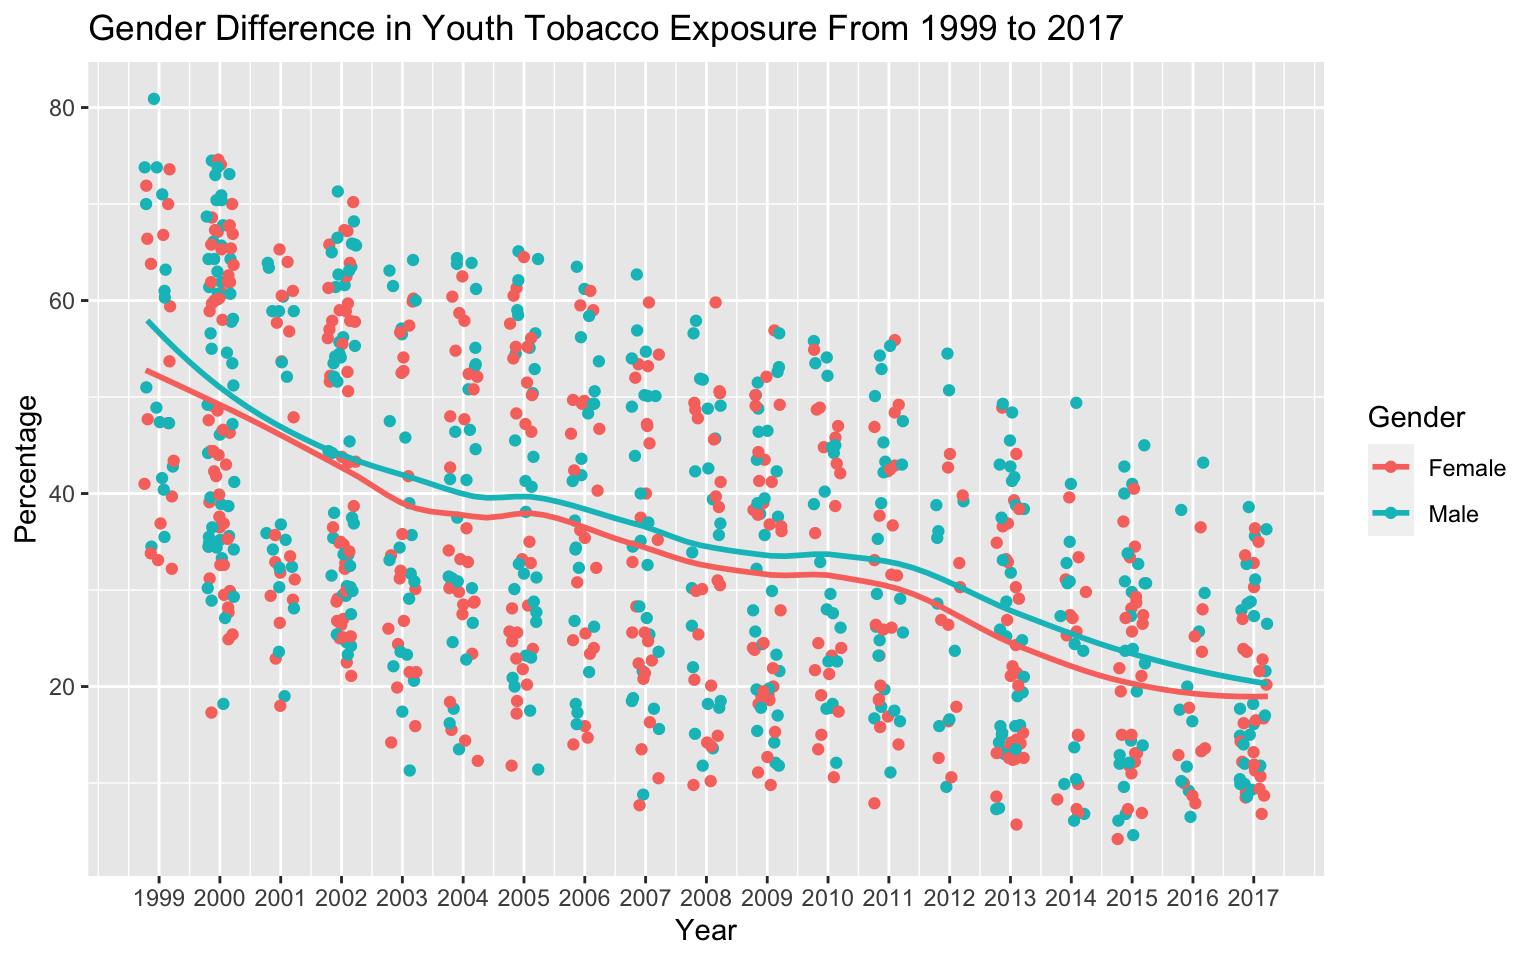 Gender Difference in Youth Tobacco Exposure From 1999 to 2017
80
60
40
20
Percentage
1999 2000 2001 2002 2003 2004 2005 2006 2007 2008 2009 2010 2011 2012 2013 2014 2015 2016 2017
Year
Gender
Female
Male